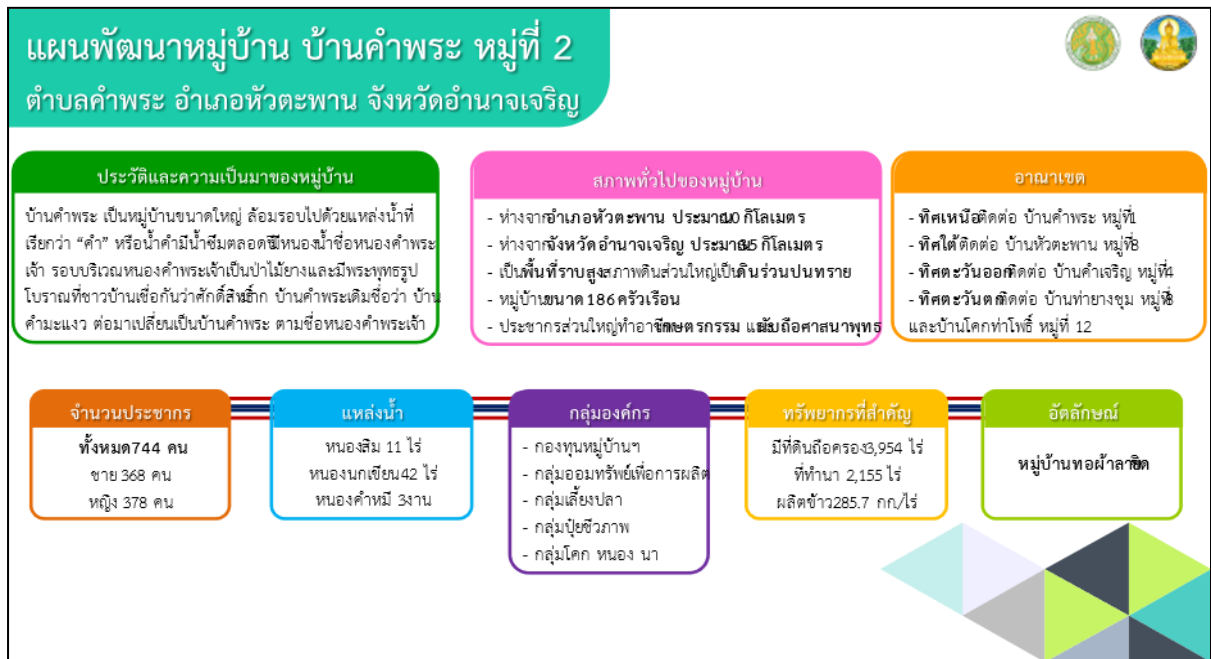 แผนพัฒนาหมู่บ้าน บ้านคำพระ หมู่ที่ 2
ตำบลคำพระ อำเภอหัวตะพาน จังหวัดอำนาจเจริญ
ประวัติและความเป็นมาของหมู่บ้าน
บ้านคำพระ เป็นหมู่บ้านขนาดใหญ่ ล้อมรอบไปด้วยแหล่งน้ำที่
เรียกว่า “คำ” หรือน้ำคำมีน้ำซึมตลอดปี มีหนองน้ำชื่อหนองคำพระ
เจ้า รอบบริเวณหนองคำพระเจ้าเป็นป่าไม้ยางและมีพระพุทธรูป
โบราณที่ชาวบ้านเชื่อกันว่าศักดิ์สิทธิ์ บ้านคำพระเดิมชื่อว่า บ้าน
คำมะแงว ต่อมาเปลี่ยนเป็นบ้านคำพระ ตามชื่อหนองคำพระเจ้า
สภาพทั่วไปของหมู่บ้าน
- ห่างจากอำเภอหัวตะพาน ประมาณ 10 กิโลเมตร
- ห่างจากจังหวัดอำนาจเจริญ ประมาณ 35 กิโลเมตร
- เป็นพื้นที่ราบสูง สภาพดินส่วนใหญ่เป็นดินร่วนปนทราย
- หมู่บ้านขนาด 186 ครัวเรือน
- ประชากรส่วนใหญ่ทำอาชีพเกษตรกรรม และนับถือศาสนาพุทธ
อาณาเขต
- ทิศเหนือ ติดต่อ บ้านคำพระ หมู่ที่ 1
- ทิศใต้ ติดต่อ บ้านหัวตะพาน หมู่ที่ 8
- ทิศตะวันออก ติดต่อ บ้านคำเจริญ หมู่ที่ 4
- ทิศตะวันตก ติดต่อ บ้านท่ายางชุม หมู่ที่ 8
และบ้านโคกท่าโพธิ์ หมู่ที่ 12
จำนวนประชากร
ทั้งหมด 744 คน
ชาย 368 คน
หญิง 378 คน
แหล่งน้ำ
หนองสิม 11 ไร่
หนองนกเขียน 42 ไร่
หนองคำหมี 3 งาน
กลุ่มองค์กร
- กองทุนหมู่บ้านฯ
- กลุ่มออมทรัพย์เพื่อการผลิต
- กลุ่มเลี้ยงปลา
- กลุ่มปุ๋ยชีวภาพ
- กลุ่มโคก หนอง นา
ทรัพยากรที่สำคัญ
มีที่ดินถือครอง 3,954 ไร่
ที่ทำนา 2,155 ไร่
ผลิตข้าว 285.7 กก./ไร่
อัตลักษณ์
หมู่บ้านทอผ้าลายขิด